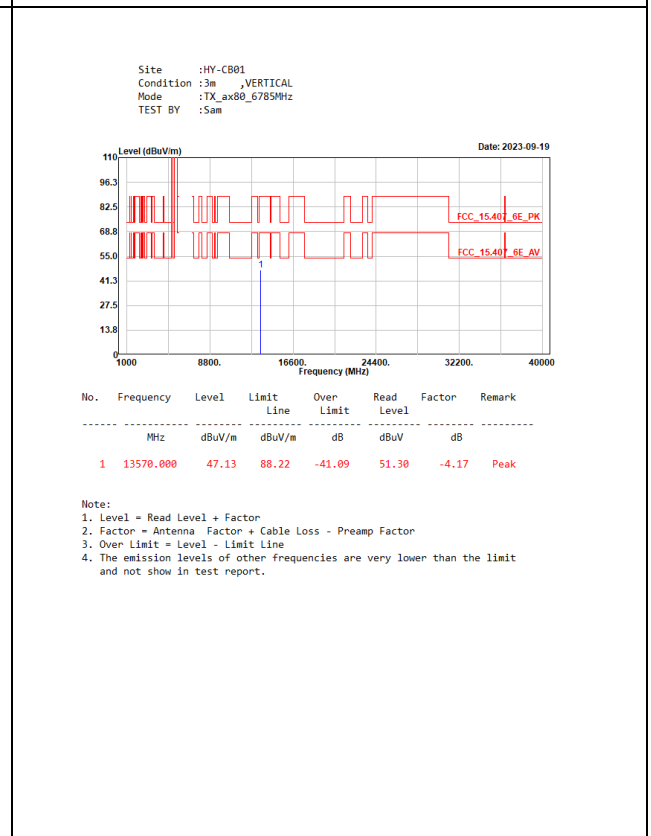 Site      :HY-CB01
Condition :3m    ,VERTICAL
Mode      :TX_ax80_6785MHz
TEST BY   :Sam
Level (dBuV/m)
Date: 2023-09-19
110
96.3
82.5
68.8
55.0
41.3
27.5
13.8
0
FCC_15.407_6E_PK
FCC_15.407_6E_AV
1
1000 8800. 16600. 24400. 32200. 40000
Frequency (MHz)
No. Frequency Level Limit Over Read Factor Remark
Line Limit Level
------ ----------- --------- --------- --------- --------- -------- ---------
MHz dBuV/m dBuV/m dB dBuV dB
1 13570.000 47.13 88.22 -41.09 51.30 -4.17 Peak
Note:
1. Level = Read Level + Factor
2. Factor = Antenna  Factor + Cable Loss - Preamp Factor
3. Over Limit = Level - Limit Line
4. The emission levels of other frequencies are very lower than the limit
and not show in test report.